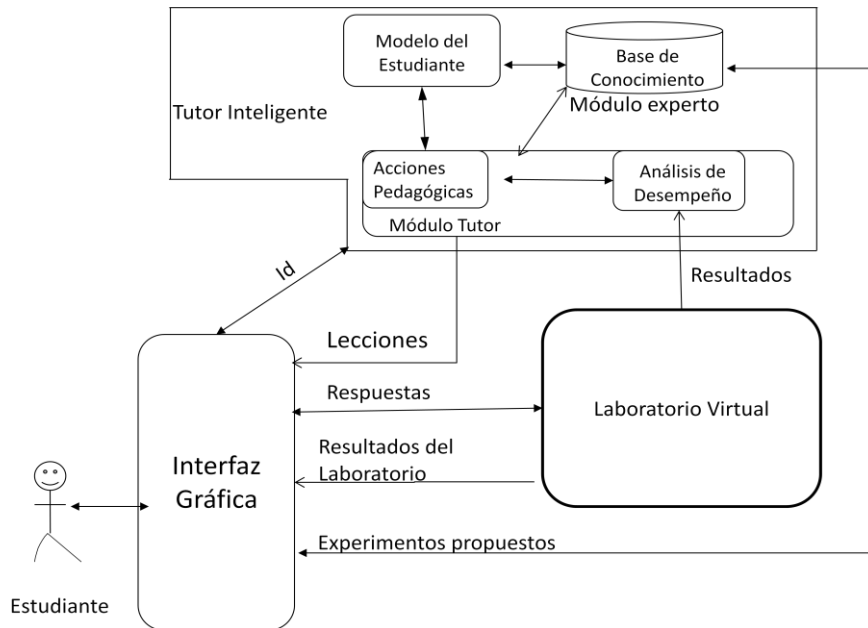 Modelo del
Estudiante
Base de
Conocimiento
Módulo experto
Tutor Inteligente
Acciones
Pedagógicas
Análisis de
Desempeño
Módulo Tutor
Id
Resultados
Lecciones
Respuestas
Laboratorio Virtual
Resultados del
Laboratorio
Interfaz
Gráfica
Experimentos propuestos
Estudiante